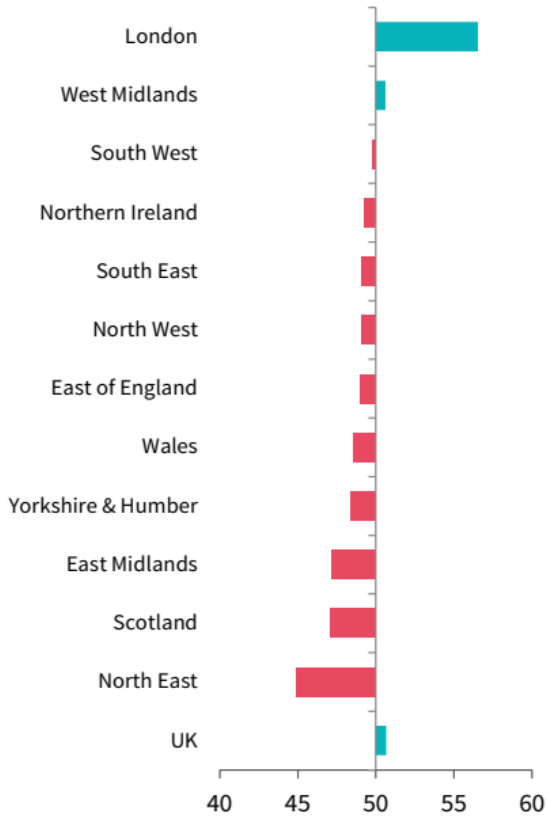 London
West Midlands
South West
Northern Ireland
South East
North West
East of England
Wales
Yorkshire & Humber
East Midlands
Scotland
North East
UK
40 45 50 55 60